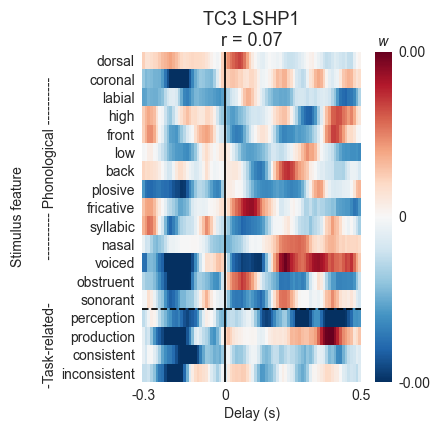 TC3 LSHP1
r = 0.07
w
dorsal
coronal
labial
high
front
low
back
plosive
fricative
syllabic
nasal
voiced
obstruent
sonorant
perception
production
consistent
inconsistent
Stimulus feature
---------- Phonological ----------
-Task-related-
0.00
0
-0.00
-0.3
0
0.5
Delay (s)